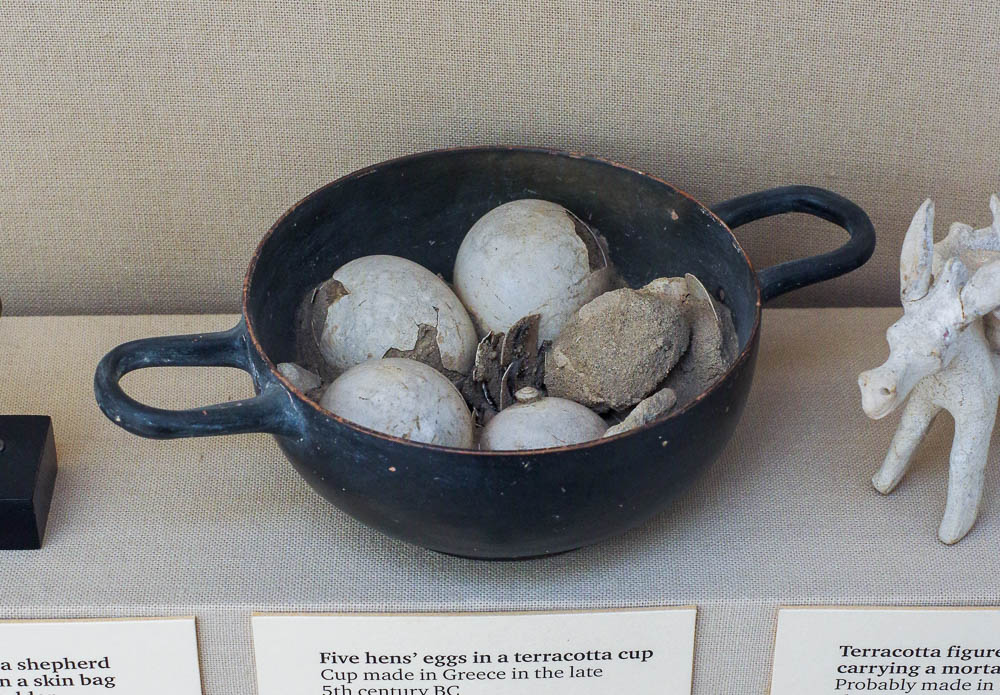 a shepherd
n a skin bag
Five hens' eggs in a terracotta cup
Cup made in Greece in the late
5th century BC
Terracotta figure
carrying a morta
Probably made in